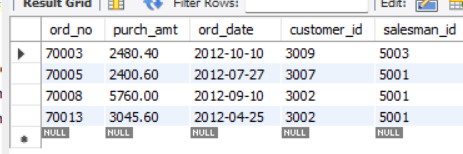 Result Grid Filter Rows: Edit:
ord_no purch_amt ord_date customer_id salesman_id
70003 2480.40 2012-10-10 3009 5003
70005 2400.60 2012-07-27 3007 5001
70008 5760.00 2012-09-10 3002 5001
70013 3045.60 2012-04-25 3002 5001
NULL NULL NULL NULL NULL